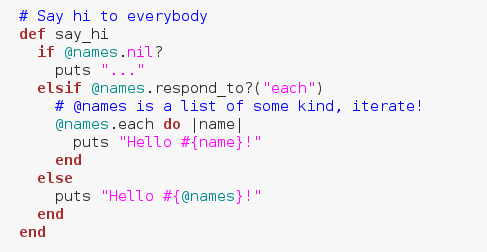 # Say hi to everybody
def say_hi
  if @names.nil?
    puts "..."
  elsif @names.respond_to?("each")
    # @names is a list of some kind, iterate!
    @names.each do |name|
      puts "Hello #{name}!"
    end
  else
    puts "Hello #{@names}!"
  end
end